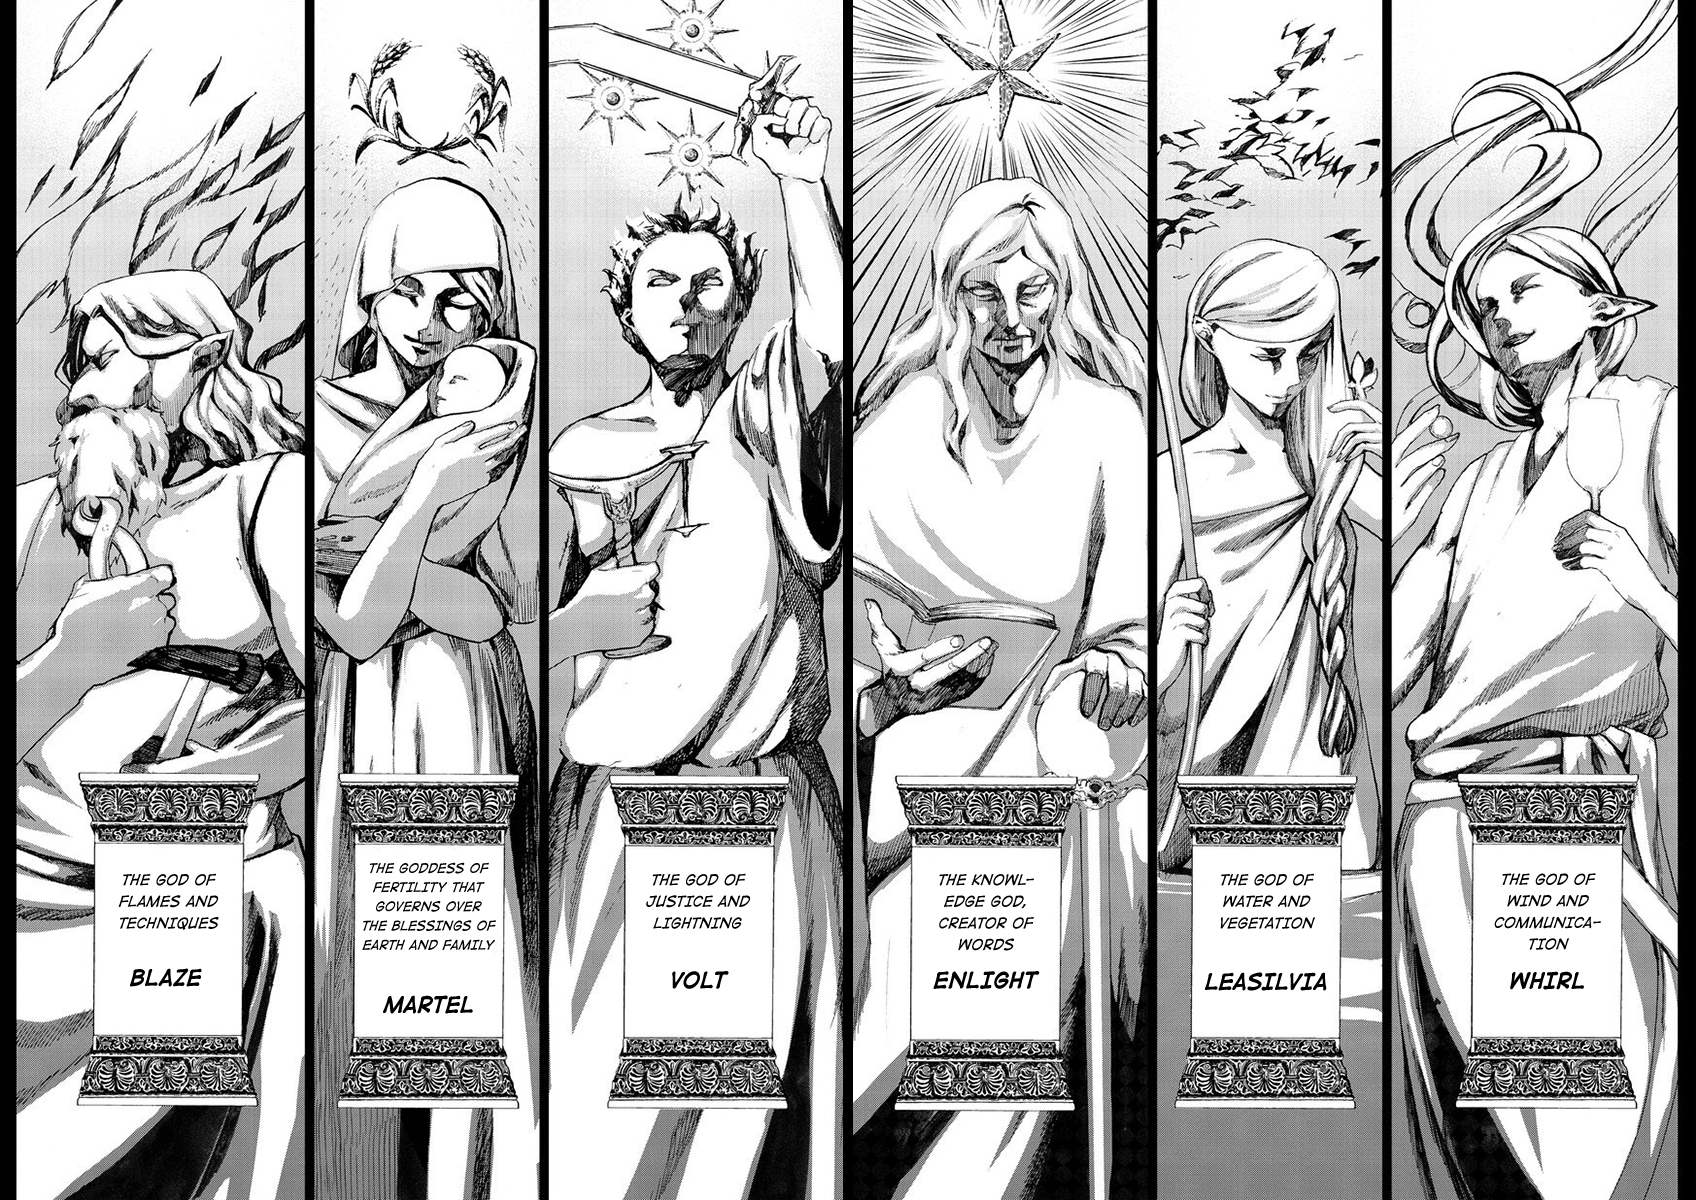 THE GOD OF
FLAMES AND
TECHNIQUES
BLAZE
THE GODDESS OF
FERTILITY THAT
GOVERNS OVER
THE BLESSINGS OF
EARTH AND FAMILY
MARTEL
THE GOD OF
JUSTICE AND
LIGHTNING
VOLT
THE KNOWL-
EDGE GOD,
CREATOR OF
WORDS
ENLIGHT
THE GOD OF
WATER AND
VEGETATION
LEASILVIA
THE GOD OF
WIND AND
COMMUNICA-
TION
WHIRL